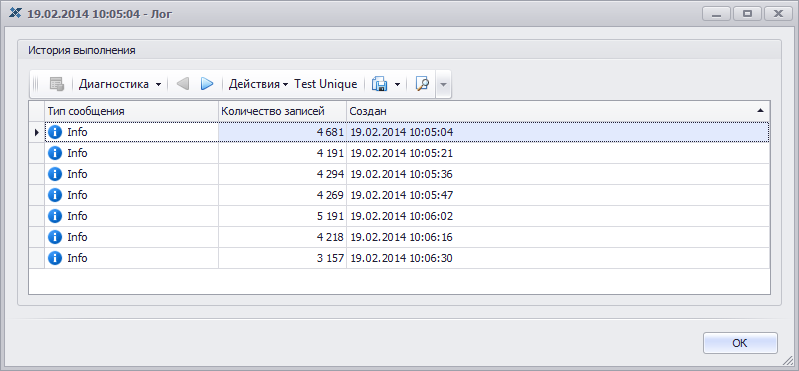 19.02.2014 10:05:04 - Лог
История выполнения
Диагностика Действия Test Unique
Тип сообщения Количество записей Создан
Info 4 681 19.02.2014 10:05:04
Info 4 191 19.02.2014 10:05:21
Info 4 294 19.02.2014 10:05:36
Info 4 269 19.02.2014 10:05:47
Info 5 191 19.02.2014 10:06:02
Info 4 218 19.02.2014 10:06:16
Info 3 157 19.02.2014 10:06:30
OK